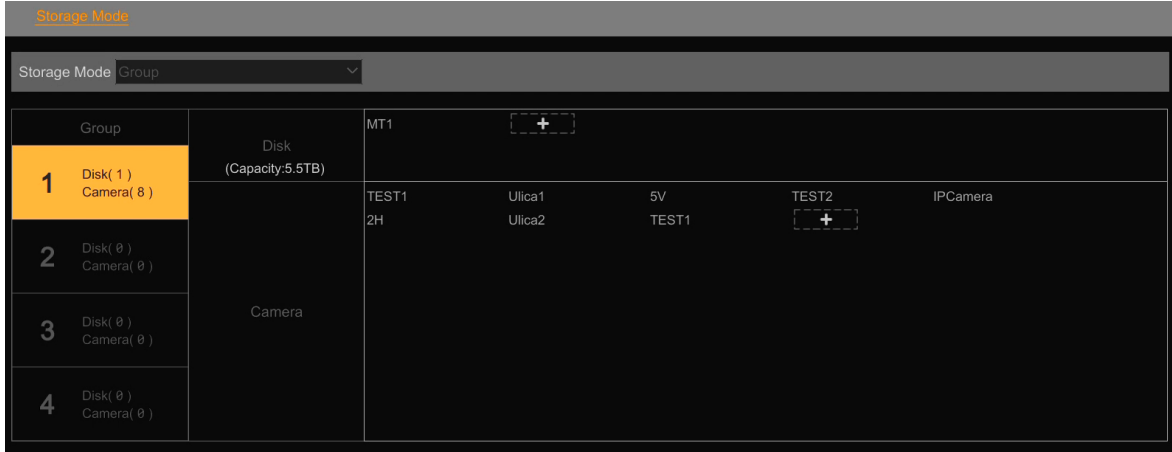 Storage Mode
Storage Mode Group
Group
1
Disk( 1 )
Camera( 8 )
2
Disk( 0 )
Camera( 0 )
3
Disk( 0 )
Camera( 0 )
4
Disk( 0 )
Camera( 0 )
Disk
(Capacity:5.5TB)
MT1 +
Camera
TEST1 Ulica1 5V TEST2 IPCamera
2H Ulica2 TEST1 +